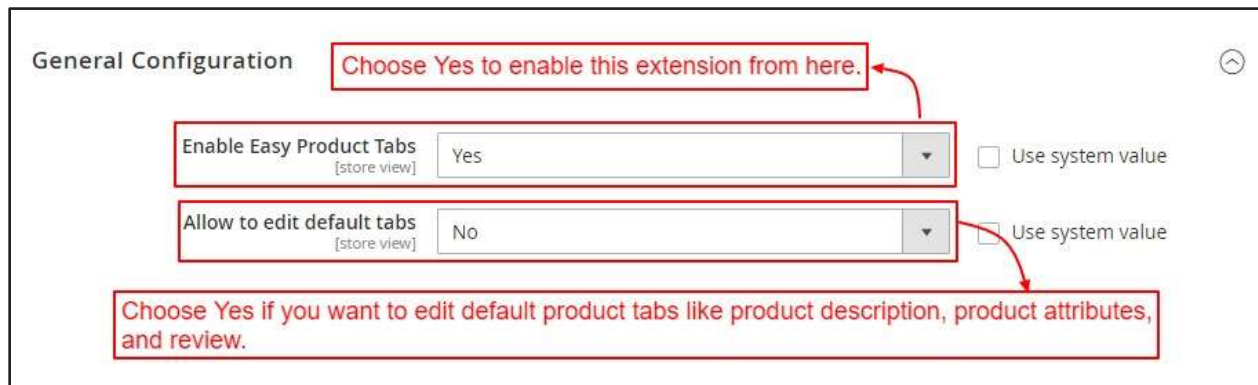 General Configuration
Choose Yes to enable this extension from here.
Enable Easy Product Tabs
[store view]
Yes
Use system value
Allow to edit default tabs
[store view]
No
Use system value
Choose Yes if you want to edit default product tabs like product description, product attributes,
and review.